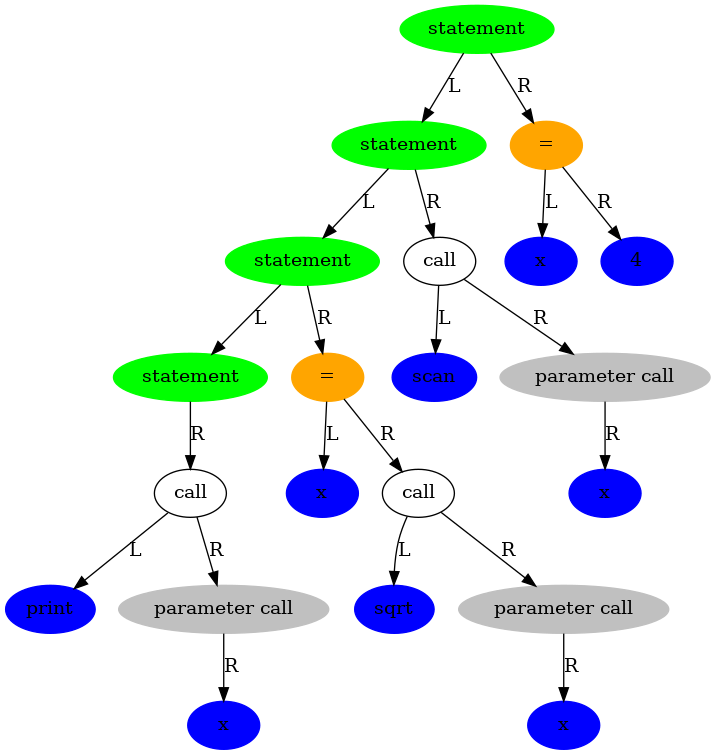 statement
L
R
statement
=
L
R
L
R
statement
call
x
4
L
R
L
R
statement
=
scan
parameter call
R
L
R
R
call
x
call
x
L
R
L
R
print
parameter call
sqrt
parameter call
R
R
x
x